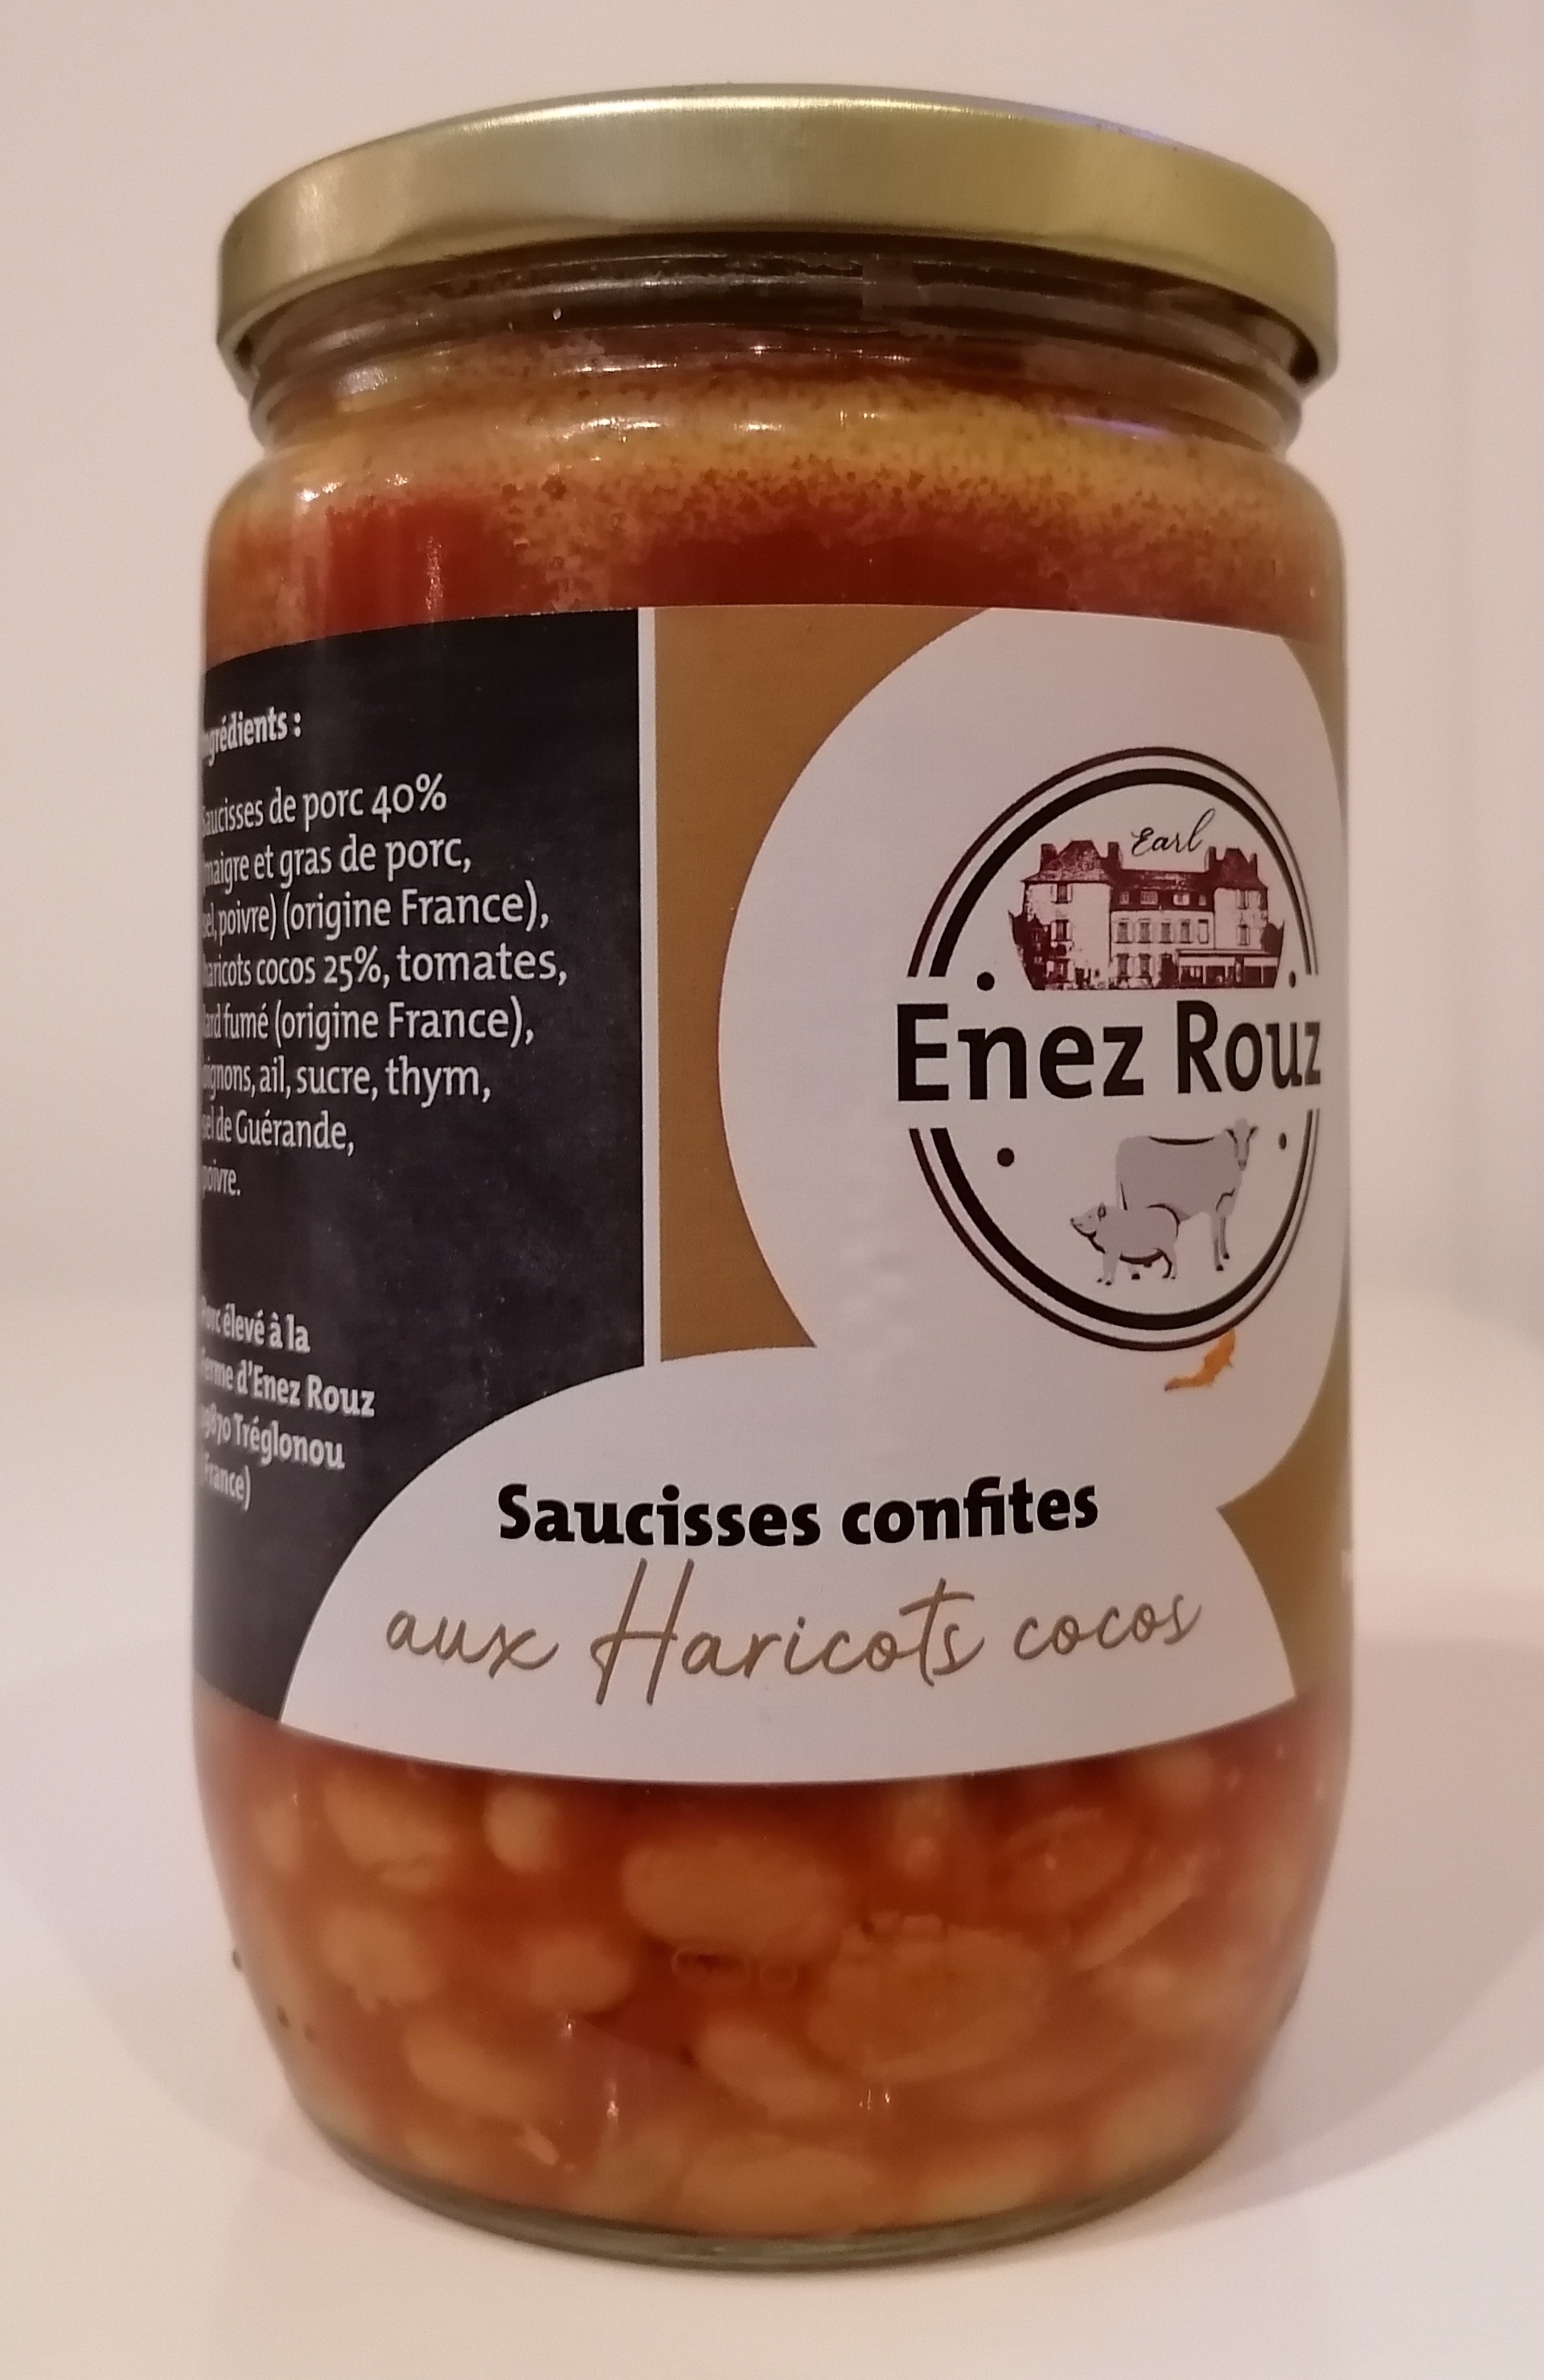 Ingrédients :
Saucisses de porc 40%
(maigre et gras de porc,
sel, poivre) (origine France),
haricots cocos 25%, tomates,
lard fumé (origine France),
oignons, ail, sucre, thym,
sel de Guérande,
poivre.
Porc élevé à la
Ferme d'Enez Rouz
29870 Tréglonou
(France)
Earl
Enez Rouz
Saucisses confites
aux Haricots cocos